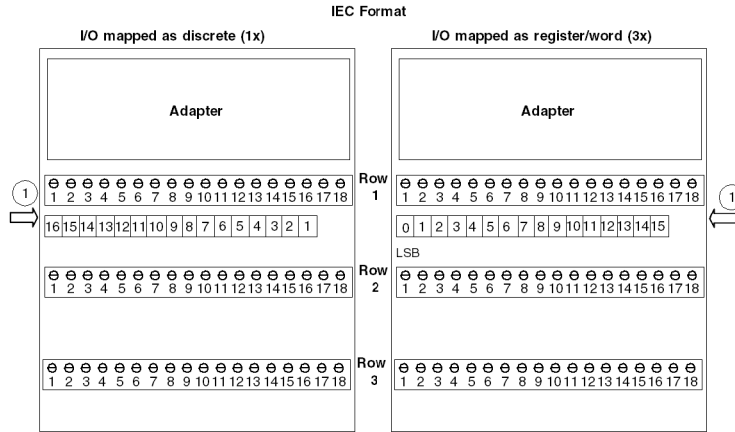 IEC Format
I/O mapped as discrete (1x)
I/O mapped as register/word (3x)
Adapter
Adapter
Row
1
1
1 2 3 4 5 6 7 8 9 10 11 12 13 14 15 16 17 18
1 2 3 4 5 6 7 8 9 10 11 12 13 14 15 16 17 18
1
16 15 14 13 12 11 10 9 8 7 6 5 4 3 2 1
0 1 2 3 4 5 6 7 8 9 10 11 12 13 14 15
LSB
Row
2
1 2 3 4 5 6 7 8 9 10 11 12 13 14 15 16 17 18
1 2 3 4 5 6 7 8 9 10 11 12 13 14 15 16 17 18
Row
3
1 2 3 4 5 6 7 8 9 10 11 12 13 14 15 16 17 18
1 2 3 4 5 6 7 8 9 10 11 12 13 14 15 16 17 18